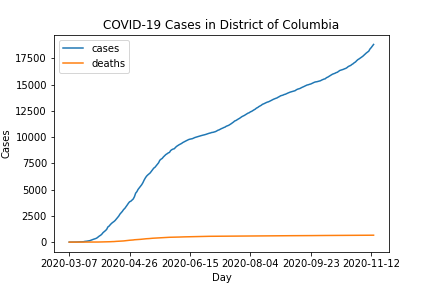 COVID-19 Cases in District of Columbia
cases
deaths
17500
15000
12500
10000
7500
5000
2500
0
Cases
2020-03-07 2020-04-26 2020-06-15 2020-08-04 2020-09-23 2020-11-12
Day